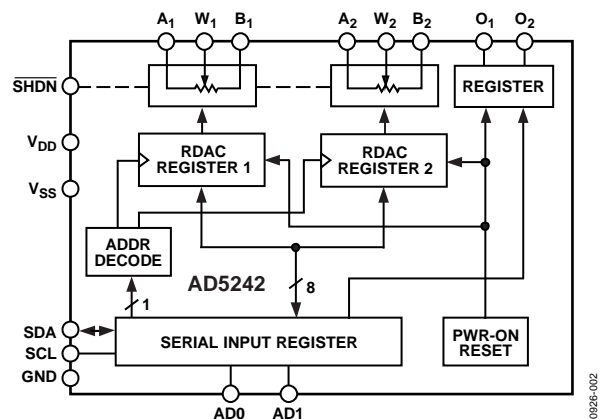 A1 W1 B1 A2 W2 B2 O1 O2
SHDN
REGISTER
VDD
RDAC
REGISTER 1
RDAC
REGISTER 2
VSS
ADDR
DECODE
AD5242
8
1
SDA
SCL
GND
SERIAL INPUT REGISTER
PWR-ON
RESET
AD0 AD1
0926-002